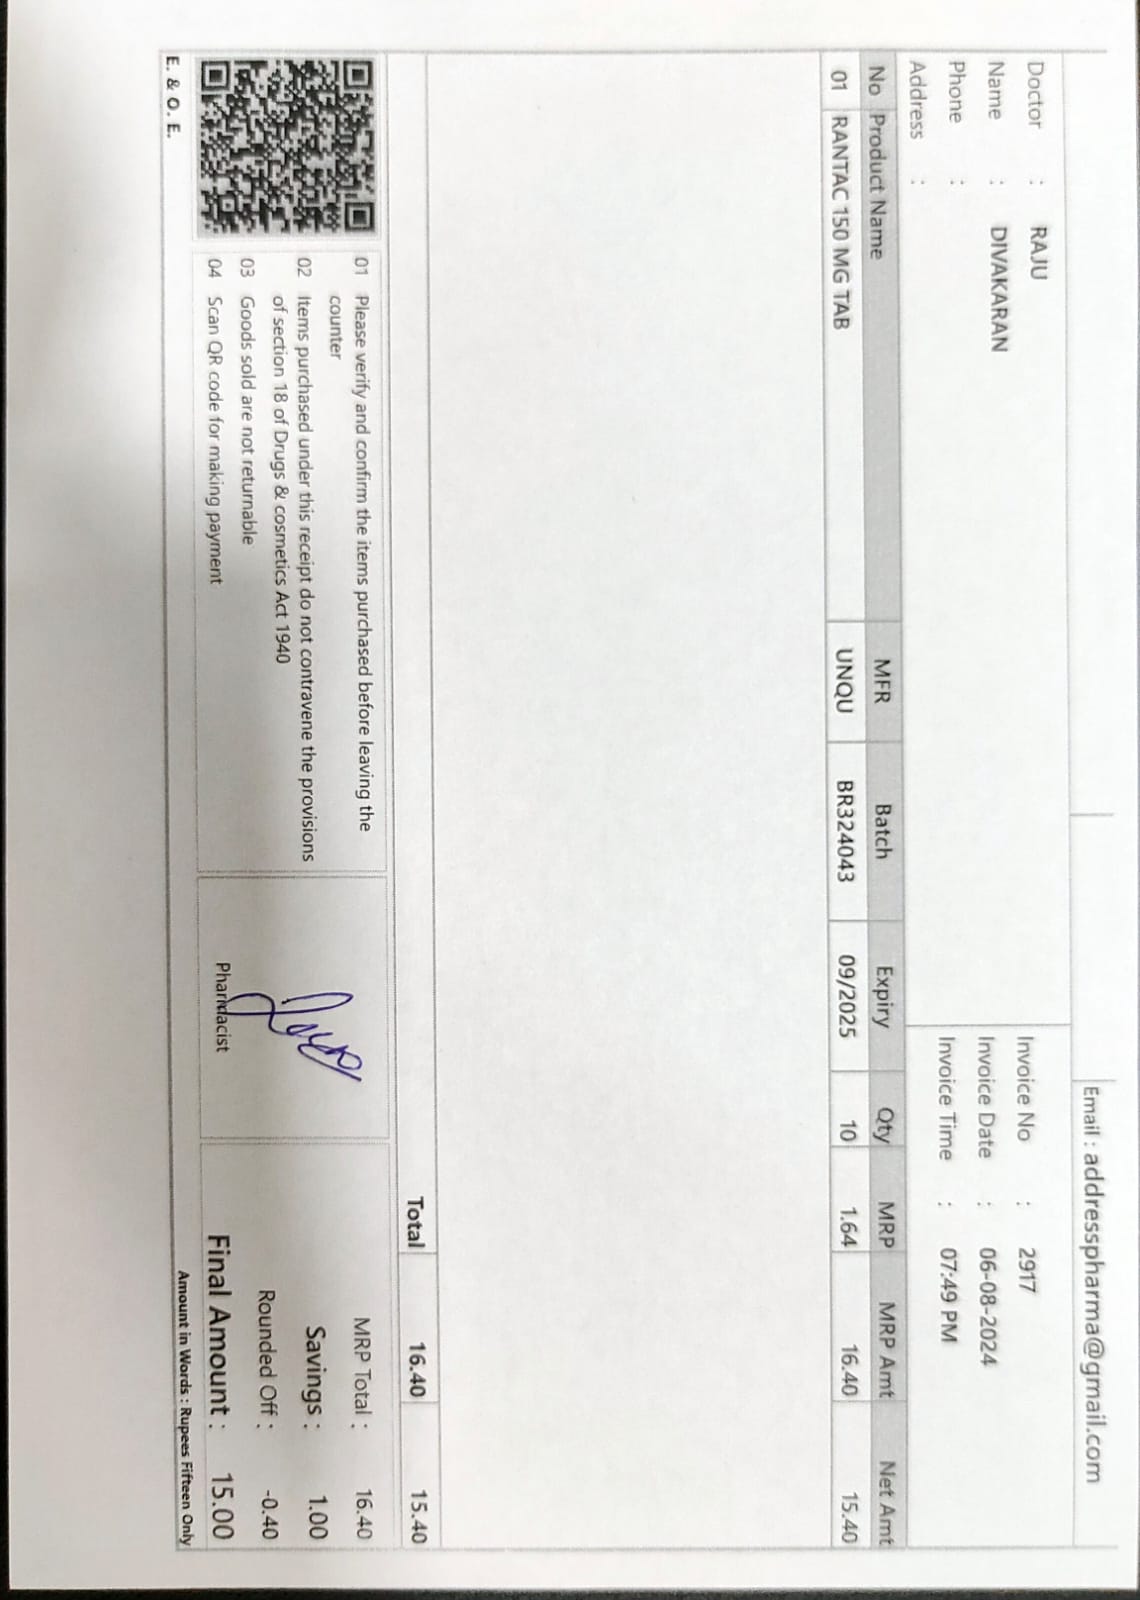 Email : addresspharma@gmail.com
Doctor : RAJU
Name : DIVAKARAN
Phone :
Address :
Invoice No : 2917
Invoice Date : 06-08-2024
Invoice Time : 07:49 PM
No Product Name MFR Batch Expiry Qty MRP MRP Amt Net Amt
01 RANTAC 150 MG TAB UNQU BR324043 09/2025 10 1.64 16.40 15.40
Total 16.40 15.40
01 Please verify and confirm the items purchased before leaving the
counter
02 Items purchased under this receipt do not contravene the provisions
of section 18 of Drugs & cosmetics Act 1940
03 Goods sold are not returnable
04 Scan QR code for making payment
E. & O. E.
Pharmacist
MRP Total : 16.40
Savings : 1.00
Rounded Off : -0.40
Final Amount : 15.00
Amount in Words : Rupees Fifteen Only